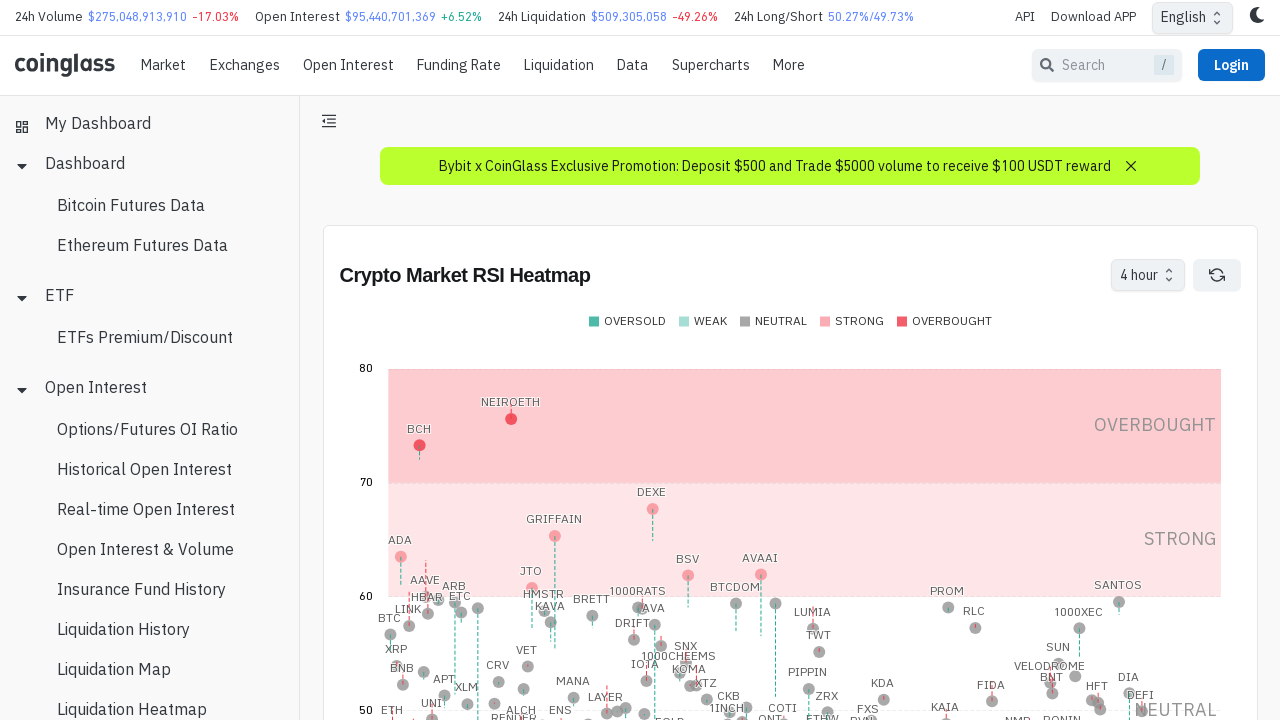 24h Volume $275,048,913,910 -17.03% Open Interest $95,440,701,369 +6.52% 24h Liquidation $509,305,058 -49.26% 24h Long/Short 50.27%/49.73% API Download APP English
coinglass Market Exchanges Open Interest Funding Rate Liquidation Data Supercharts More Search / Login
My Dashboard
Dashboard
Bitcoin Futures Data
Ethereum Futures Data
ETF
ETFs Premium/Discount
Open Interest
Options/Futures OI Ratio
Historical Open Interest
Real-time Open Interest
Open Interest & Volume
Insurance Fund History
Liquidation History
Liquidation Map
Liquidation Heatmap
Bybit x CoinGlass Exclusive Promotion: Deposit $500 and Trade $5000 volume to receive $100 USDT reward
Crypto Market RSI Heatmap 4 hour
OVERSOLD WEAK NEUTRAL STRONG OVERBOUGHT
80
NEIROETH
BCH
OVERBOUGHT
70
DEXE
GRIFFAIN
ADA
STRONG
BSV AVAAI
JTO
AAVE ARB
1000RATS BTCDOM PROM SANTOS
60
HBAR ETC HMSTR
BRETT
LINK KAVA
LUMIA RLC 1000XEC
BTC DRIFT
TWT
XRP VET SNX SUN
1000CHEEMS
BNB CRV IOTA KOMA PIPPIN VELODROME
APT MANA XTZ KDA FIDA BNT HFT DIA
XLM
UNI LAYER CKB ZRX
ETH ALCH ENS 1INCH COTI FXS KAIA
50 NEUTRAL